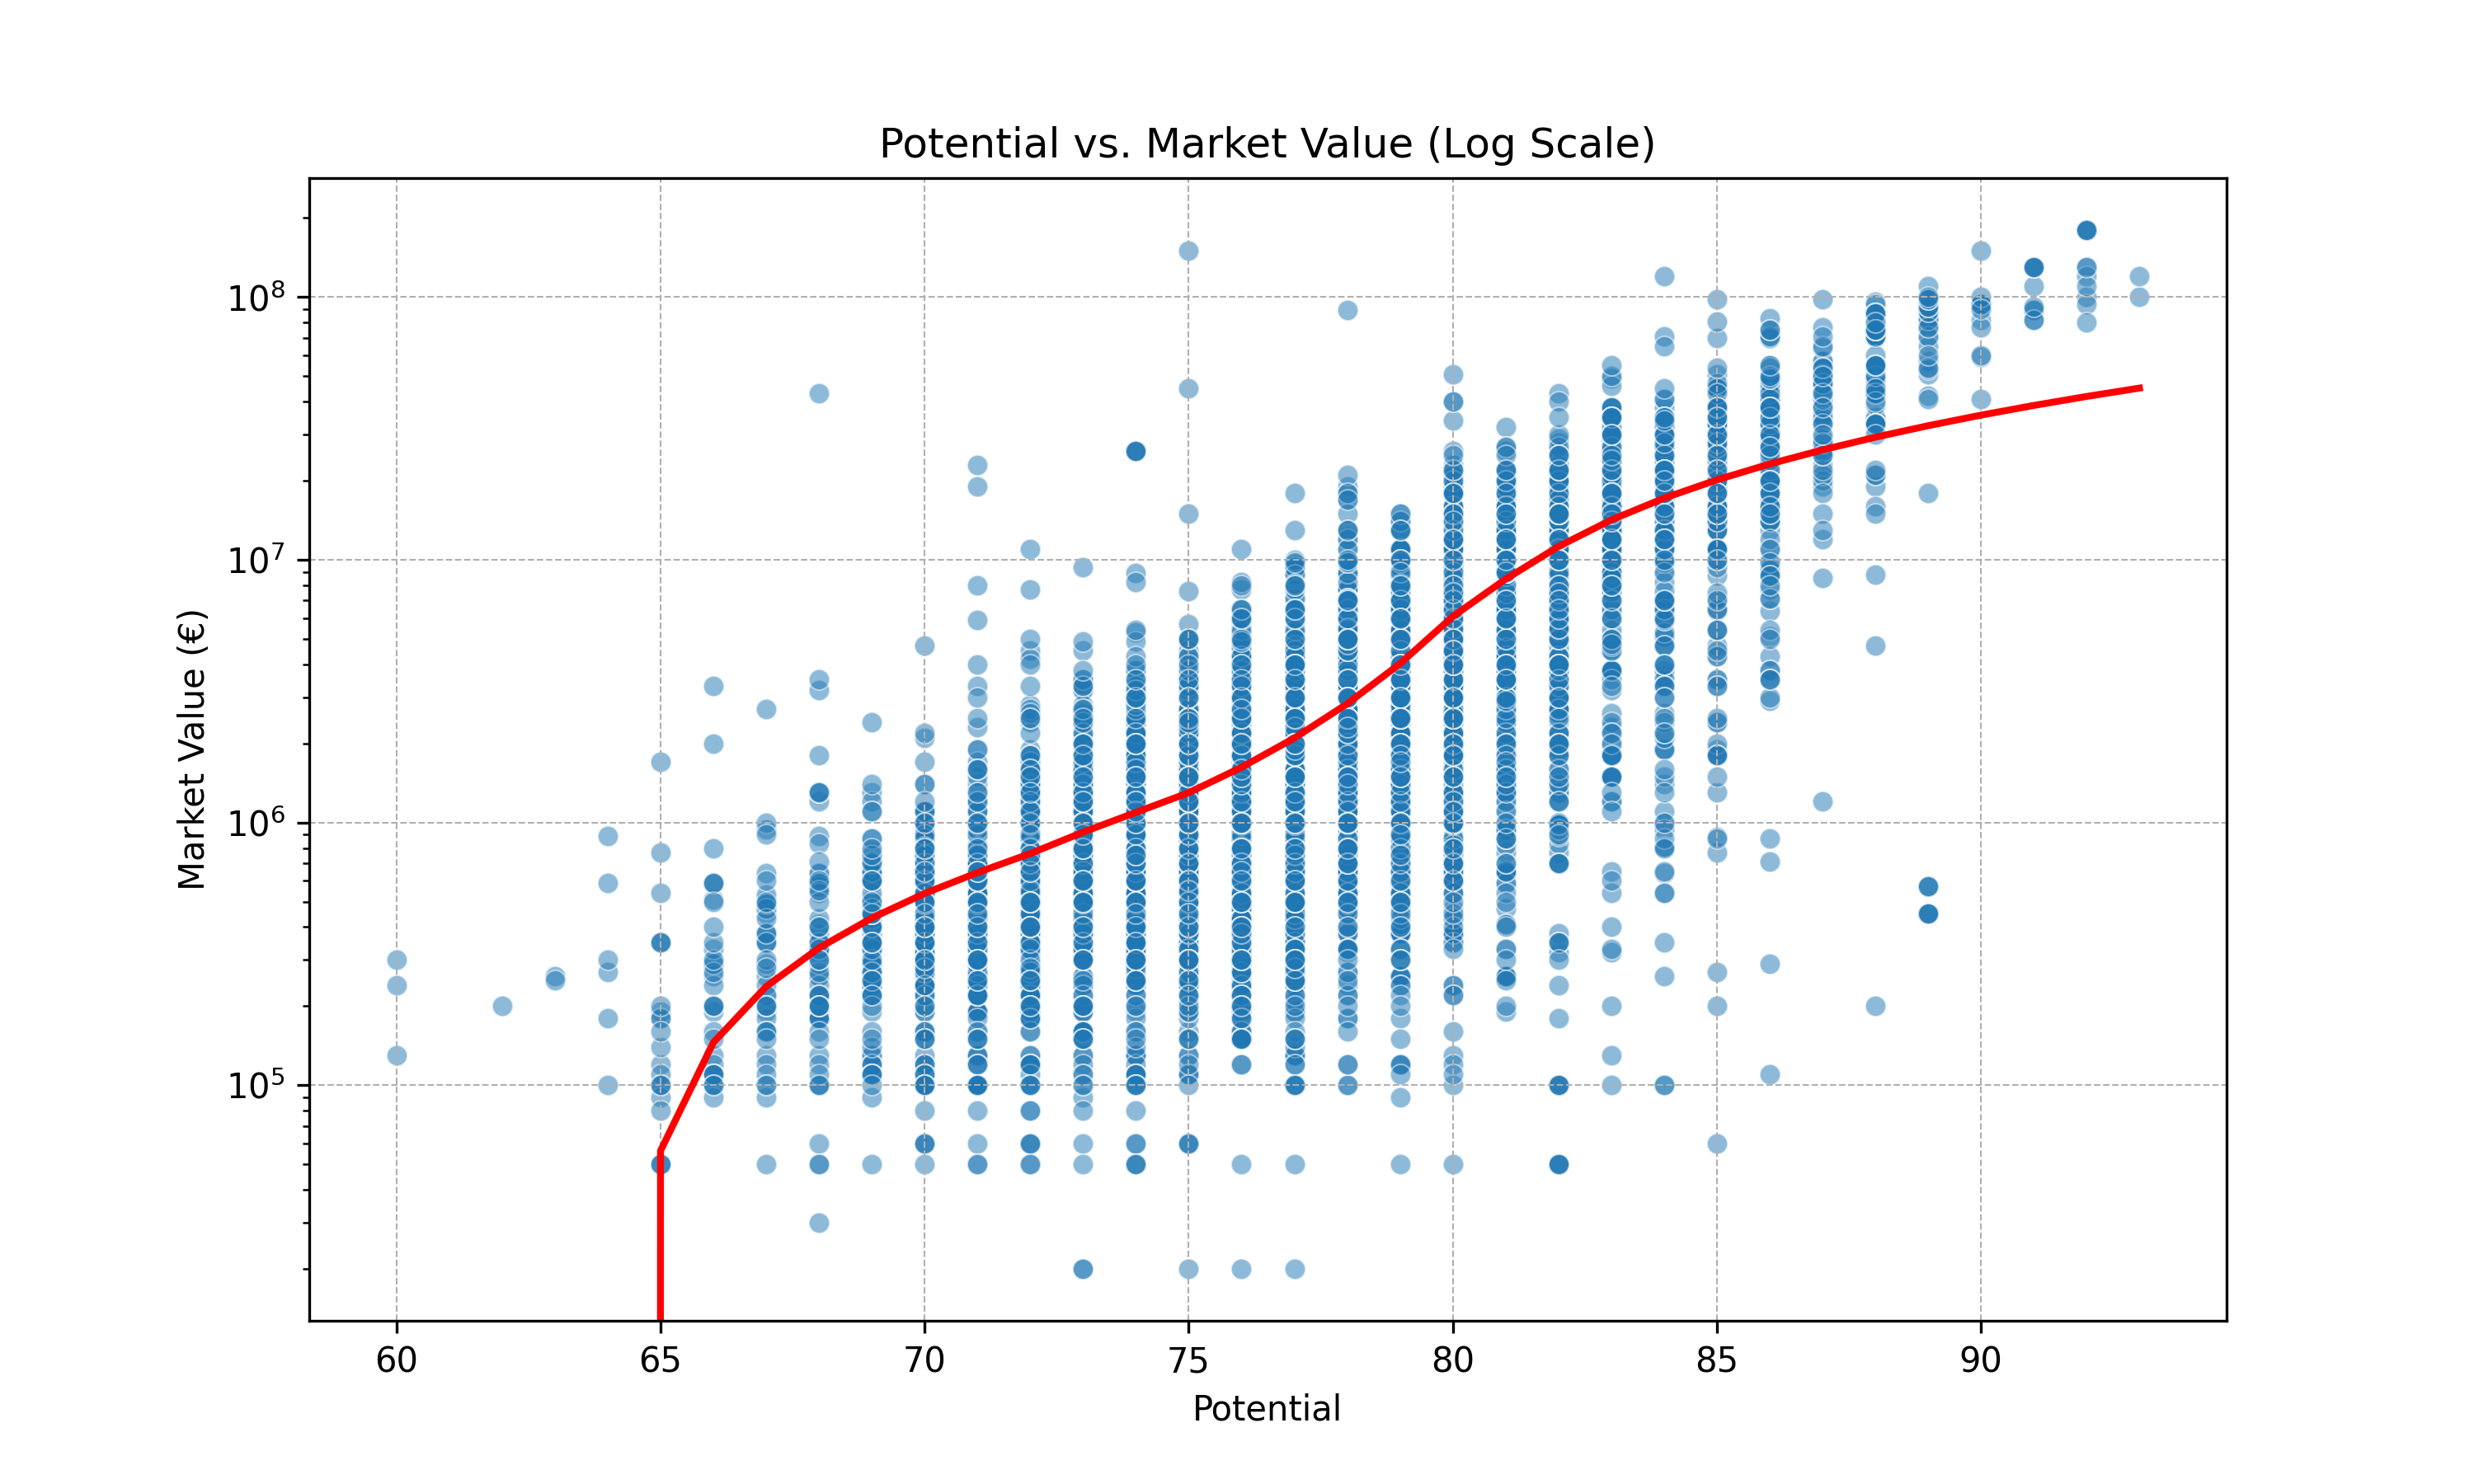 Potential vs. Market Value (Log Scale)
Market Value (€)
10⁸
10⁷
10⁶
10⁵
60 65 70 75 80 85 90
Potential